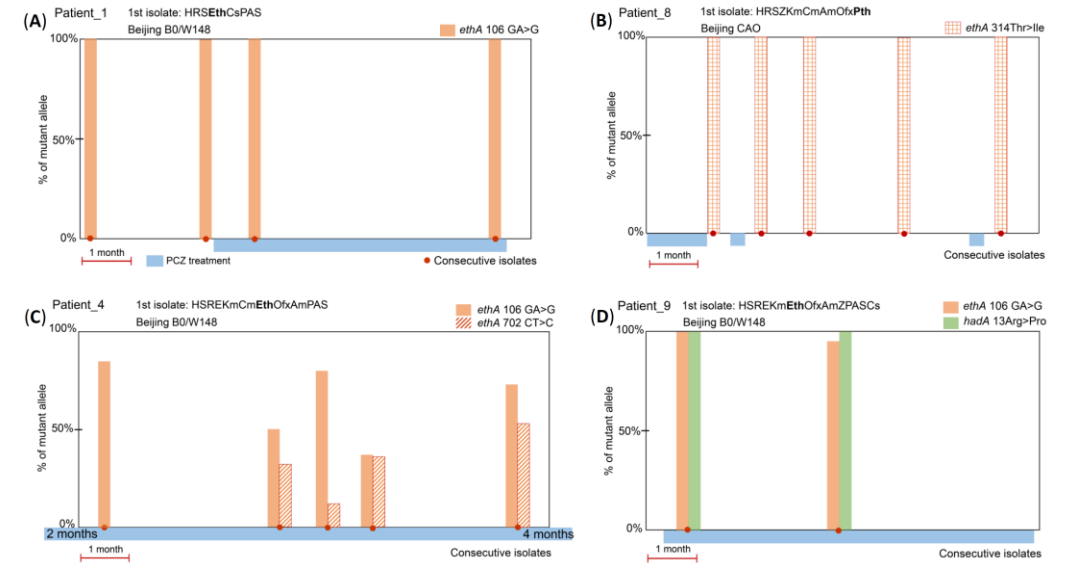 (A) Patient_1 1st isolate: HRSEthCsPAS
Beijing B0/W148
ethA 106 GA>G
100%
50%
0%
% of mutant allele
1 month
PCZ treatment
Consecutive isolates
(B) Patient_8 1st isolate: HRSZKmCmAmOfxPth
Beijing CAO
ethA 314Thr>Ile
100%
50%
0%
% of mutant allele
1 month
Consecutive isolates
(C) Patient_4 1st isolate: HSREKmCmEthOfxAmPAS
Beijing B0/W148
ethA 106 GA>G
ethA 702 CT>C
100%
50%
0%
% of mutant allele
2 months
4 months
1 month
Consecutive isolates
(D) Patient_9 1st isolate: HSREKmEthOfxAmZPASCs
Beijing B0/W148
ethA 106 GA>G
hadA 13Arg>Pro
100%
50%
0%
% of mutant allele
1 month
Consecutive isolates